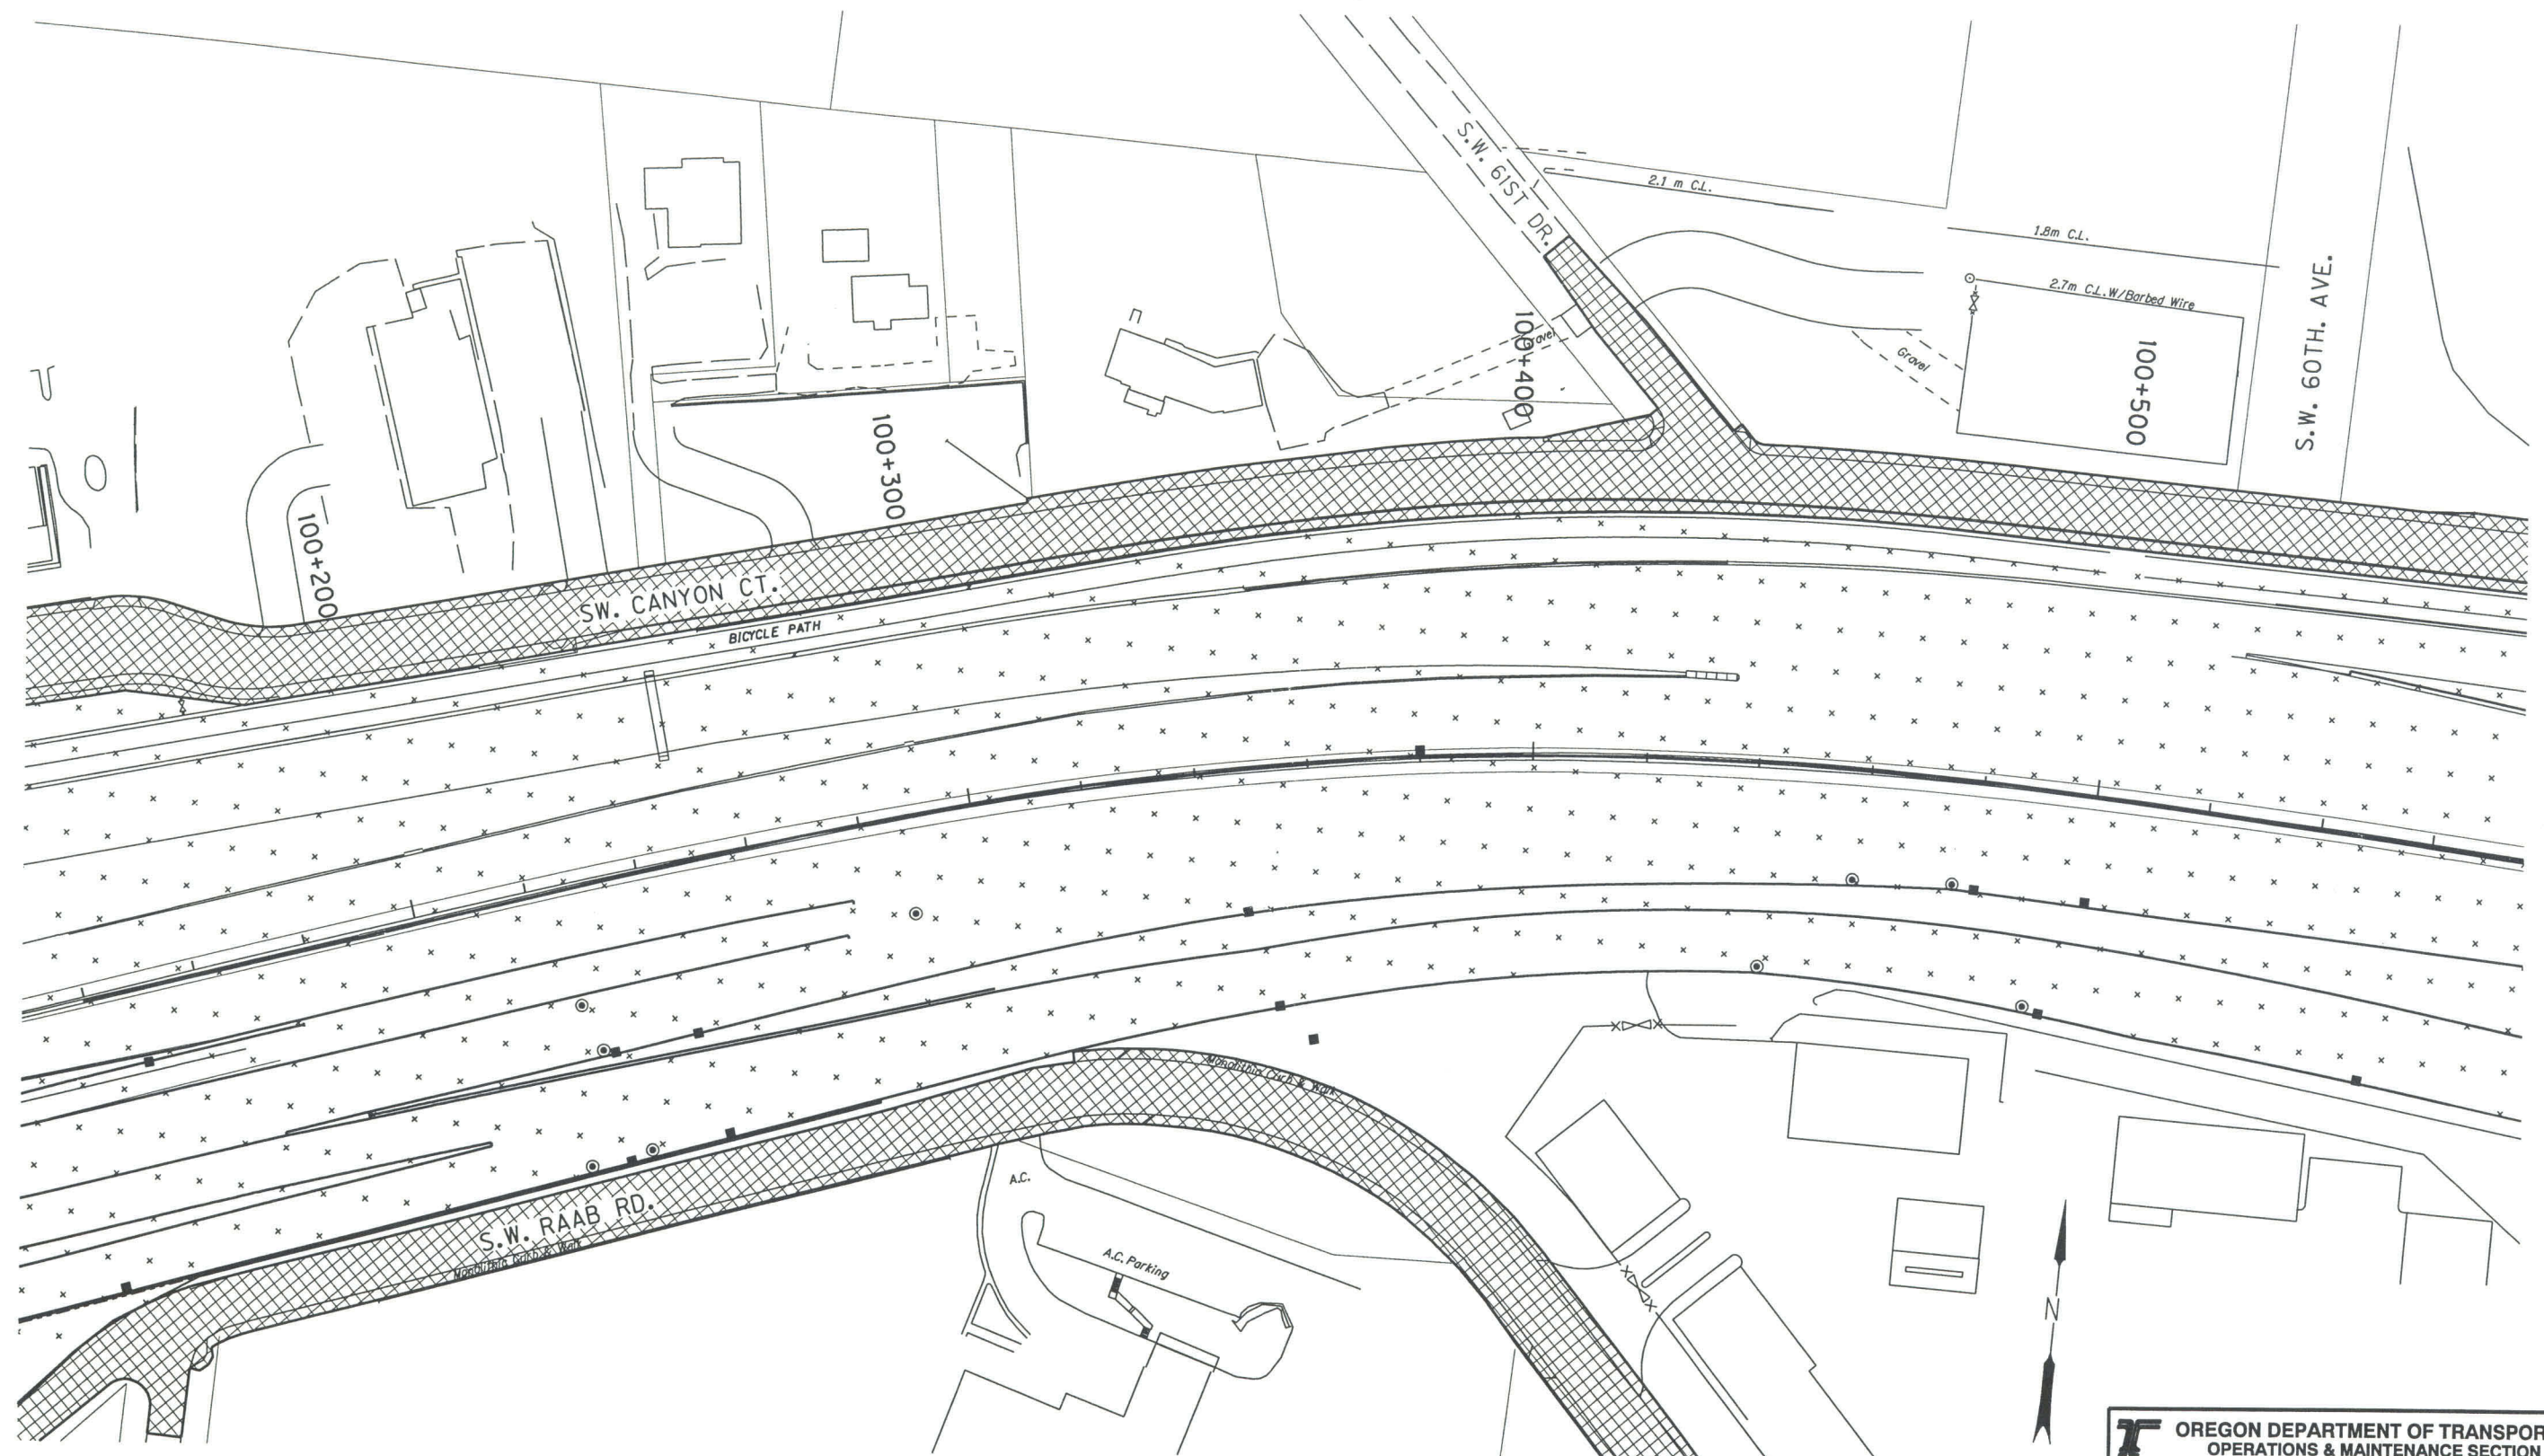 S.W. 61ST DR.
2.1 m C.L.
1.8m C.L.
2.7m C.L. W/Barbed Wire
S.W. 60TH. AVE.
100+400
Gravel
100+500
100+300
100+200
SW. CANYON CT.
BICYCLE PATH
Monolithic Curb & Walk
A.C.
S.W. RAAB RD.
Monolithic Curb & Walk
A.C. Parking
N
OREGON DEPARTMENT OF TRANSPOR
OPERATIONS & MAINTENANCE SECTION